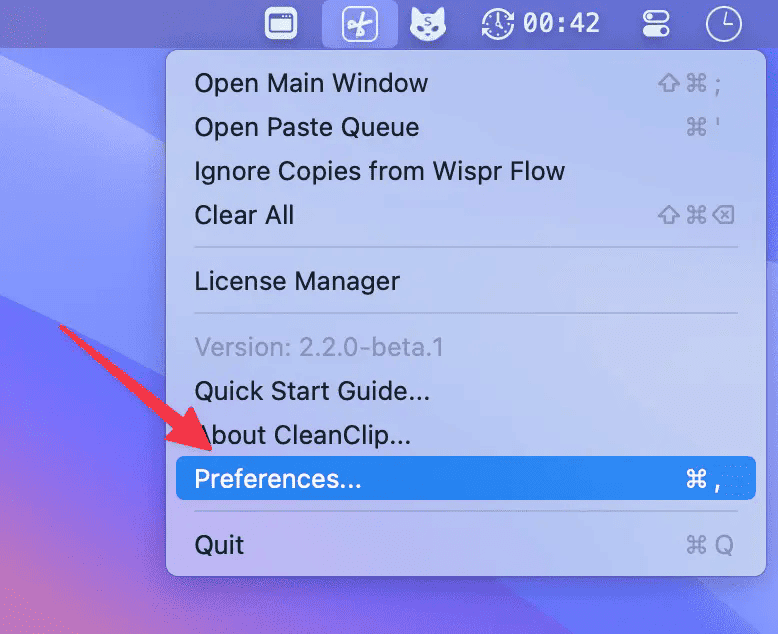 S
00:42
Open Main Window ⇧⌘;
Open Paste Queue ⌘'
Ignore Copies from Wispr Flow
Clear All ⇧⌘⌫
License Manager
Version: 2.2.0-beta.1
Quick Start Guide...
About CleanClip...
Preferences... ⌘,
Quit ⌘Q